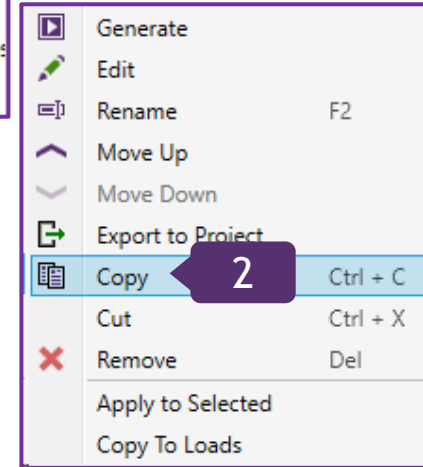 Generate
Edit
Rename F2
Move Up
Move Down
Export to Project
Copy 2 Ctrl + C
Cut Ctrl + X
Remove Del
Apply to Selected
Copy To Loads